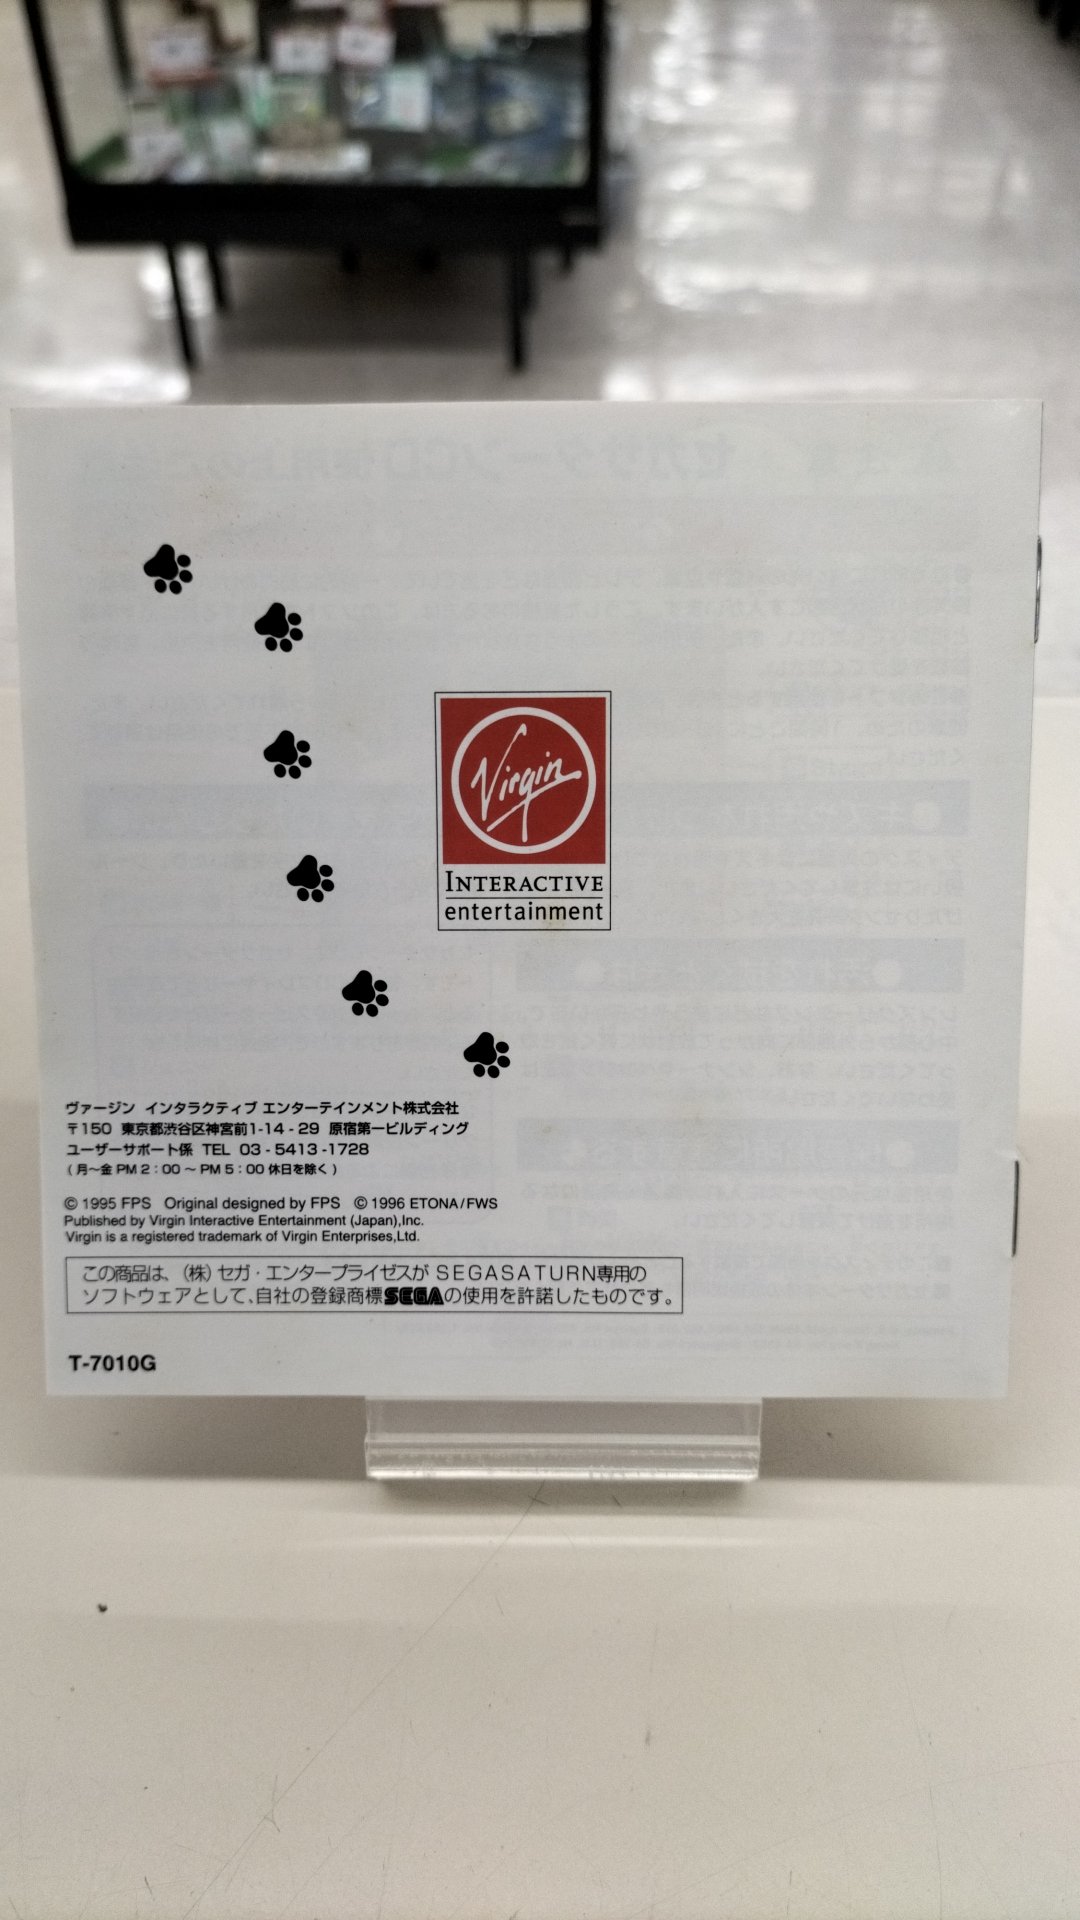 Virgin
INTERACTIVE
entertainment
ヴァージン インタラクティブ エンターテインメント株式会社
〒150 東京都渋谷区神宮前1-14-29 原宿第一ビルディング
ユーザーサポート係 TEL 03-5413-1728
(月〜金 PM 2:00 〜 PM 5:00 休日を除く)
© 1995 FPS Original designed by FPS © 1996 ETONA/FWS
Published by Virgin Interactive Entertainment (Japan),Inc.
Virgin is a registered trademark of Virgin Enterprises,Ltd.
この商品は、(株)セガ・エンタープライゼスが SEGASATURN専用の
ソフトウェアとして、自社の登録商標SEGAの使用を許諾したものです。
T-7010G